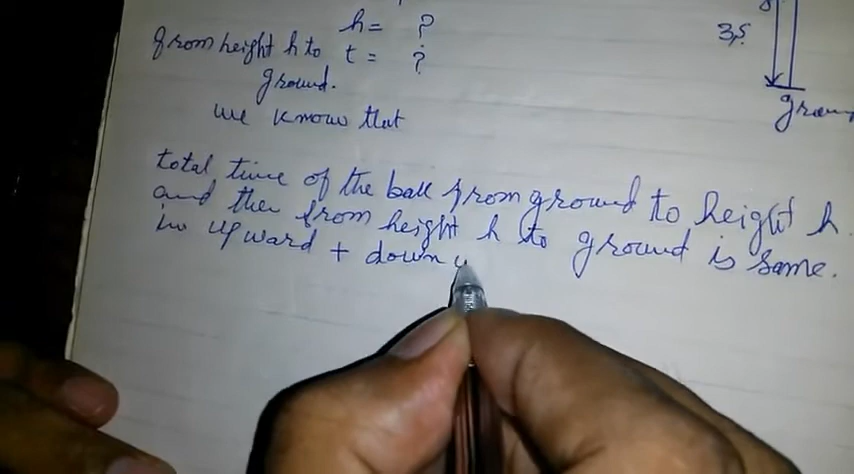 h= ?
from height h to t= ?
ground.
we know that
total time of the ball from ground to height h.
and then from height h to ground is same.
in upward + down
3,5
groun